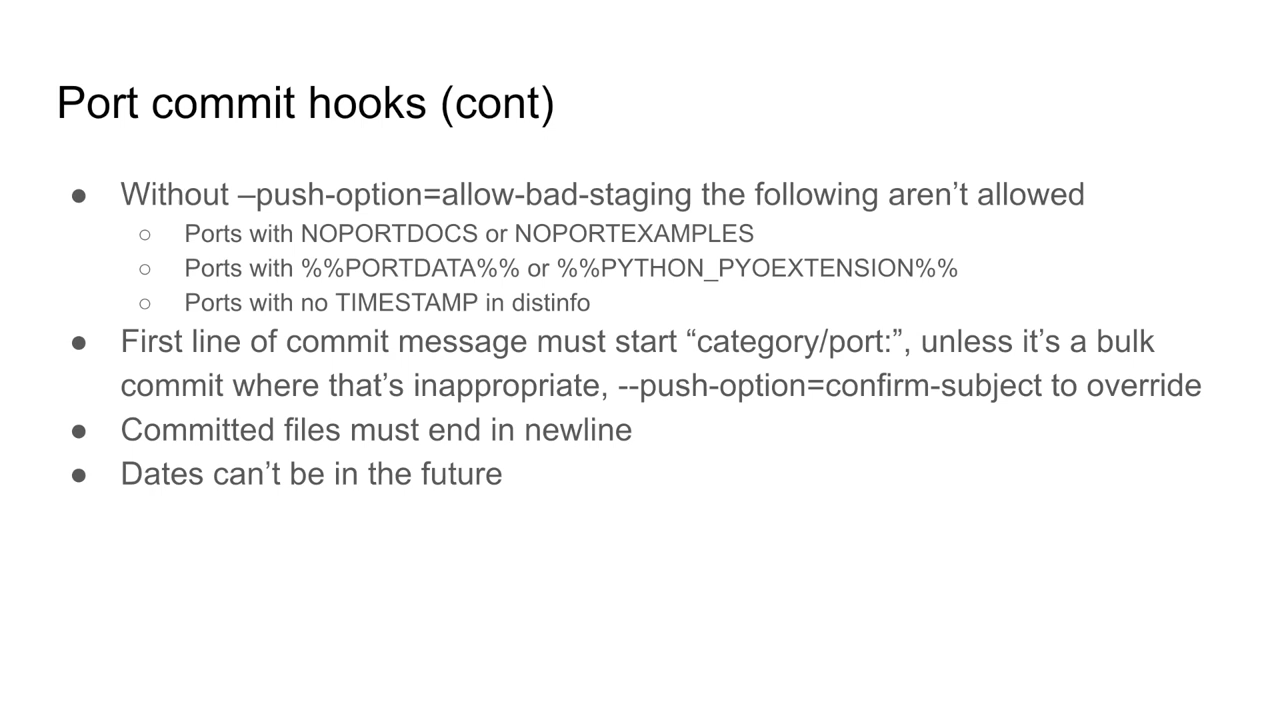 Port commit hooks (cont)
● Without –push-option=allow-bad-staging the following aren’t allowed
○ Ports with NOPORTDOCS or NOPORTEXAMPLES
○ Ports with %%PORTDATA%% or %%PYTHON_PYOEXTENSION%%
○ Ports with no TIMESTAMP in distinfo
● First line of commit message must start “category/port:”, unless it’s a bulk
commit where that’s inappropriate, --push-option=confirm-subject to override
● Committed files must end in newline
● Dates can’t be in the future